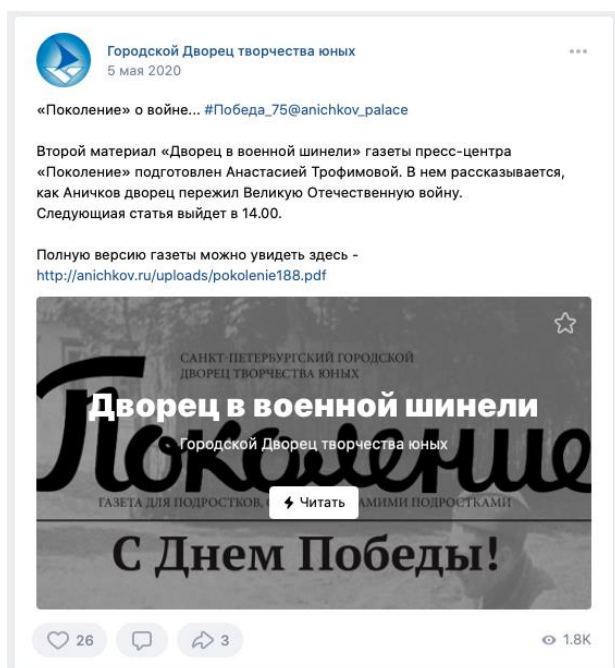 Городской Дворец творчества юных
5 мая 2020
«Поколение» о войне... #Победа_75@anichkov_palace
Второй материал «Дворец в военной шинели» газеты пресс-центра
«Поколение» подготовлен Анастасией Трофимовой. В нем рассказывается,
как Аничков дворец пережил Великую Отечественную войну.
Следующиая статья выйдет в 14.00.
Полную версию газеты можно увидеть здесь -
http://anichkov.ru/uploads/pokolenie188.pdf
САНКТ-ПЕТЕРБУРГСКИЙ ГОРОДСКОЙ
ДВОРЕЦ ТВОРЧЕСТВА ЮНЫХ
Дворец в военной шинели
Поколение
Городской Дворец творчества юных
ГАЗЕТА ДЛЯ ПОДРОСТКОВ, САМИМИ ПОДРОСТКАМИ
Читать
С Днем Победы!
26
3
1.8K